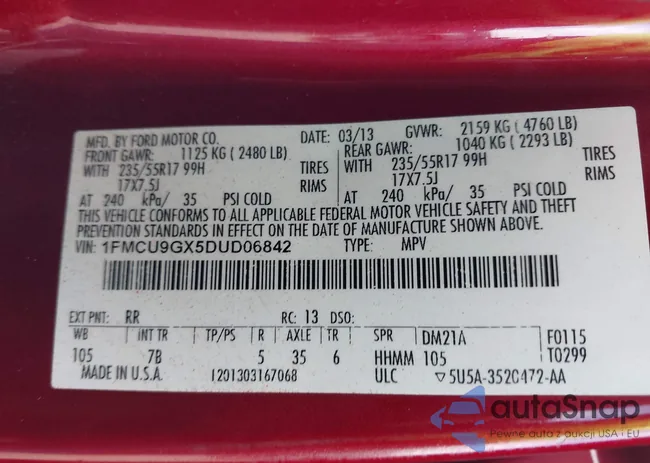 MFD. BY FORD MOTOR CO. DATE: 03/13 GVWR: 2159 KG ( 4760 LB)
FRONT GAWR: 1125 KG ( 2480 LB) REAR GAWR: 1040 KG ( 2293 LB)
WITH 235/55R17 99H TIRES WITH 235/55R17 99H TIRES
17X7.5J RIMS 17X7.5J RIMS
AT 240 kPa/ 35 PSI COLD AT 240 kPa/ 35 PSI COLD
THIS VEHICLE CONFORMS TO ALL APPLICABLE FEDERAL MOTOR VEHICLE SAFETY AND THEFT
PREVENTION STANDARDS IN EFFECT ON THE DATE OF MANUFACTURE SHOWN ABOVE.
VIN: 1FMCU9GX5DUD06842 TYPE: MPV
EXT PNT: RR RC: 13 DSO:
WB INT TR TP/PS R AXLE TR SPR DM21A F0115
105 7B 5 35 6 HHMM 105 T0299
MADE IN U.S.A. 1201303167068 ULC ▽5U5A-3520472-AA
autaSnap
Pewne auta z aukcji USA i EU